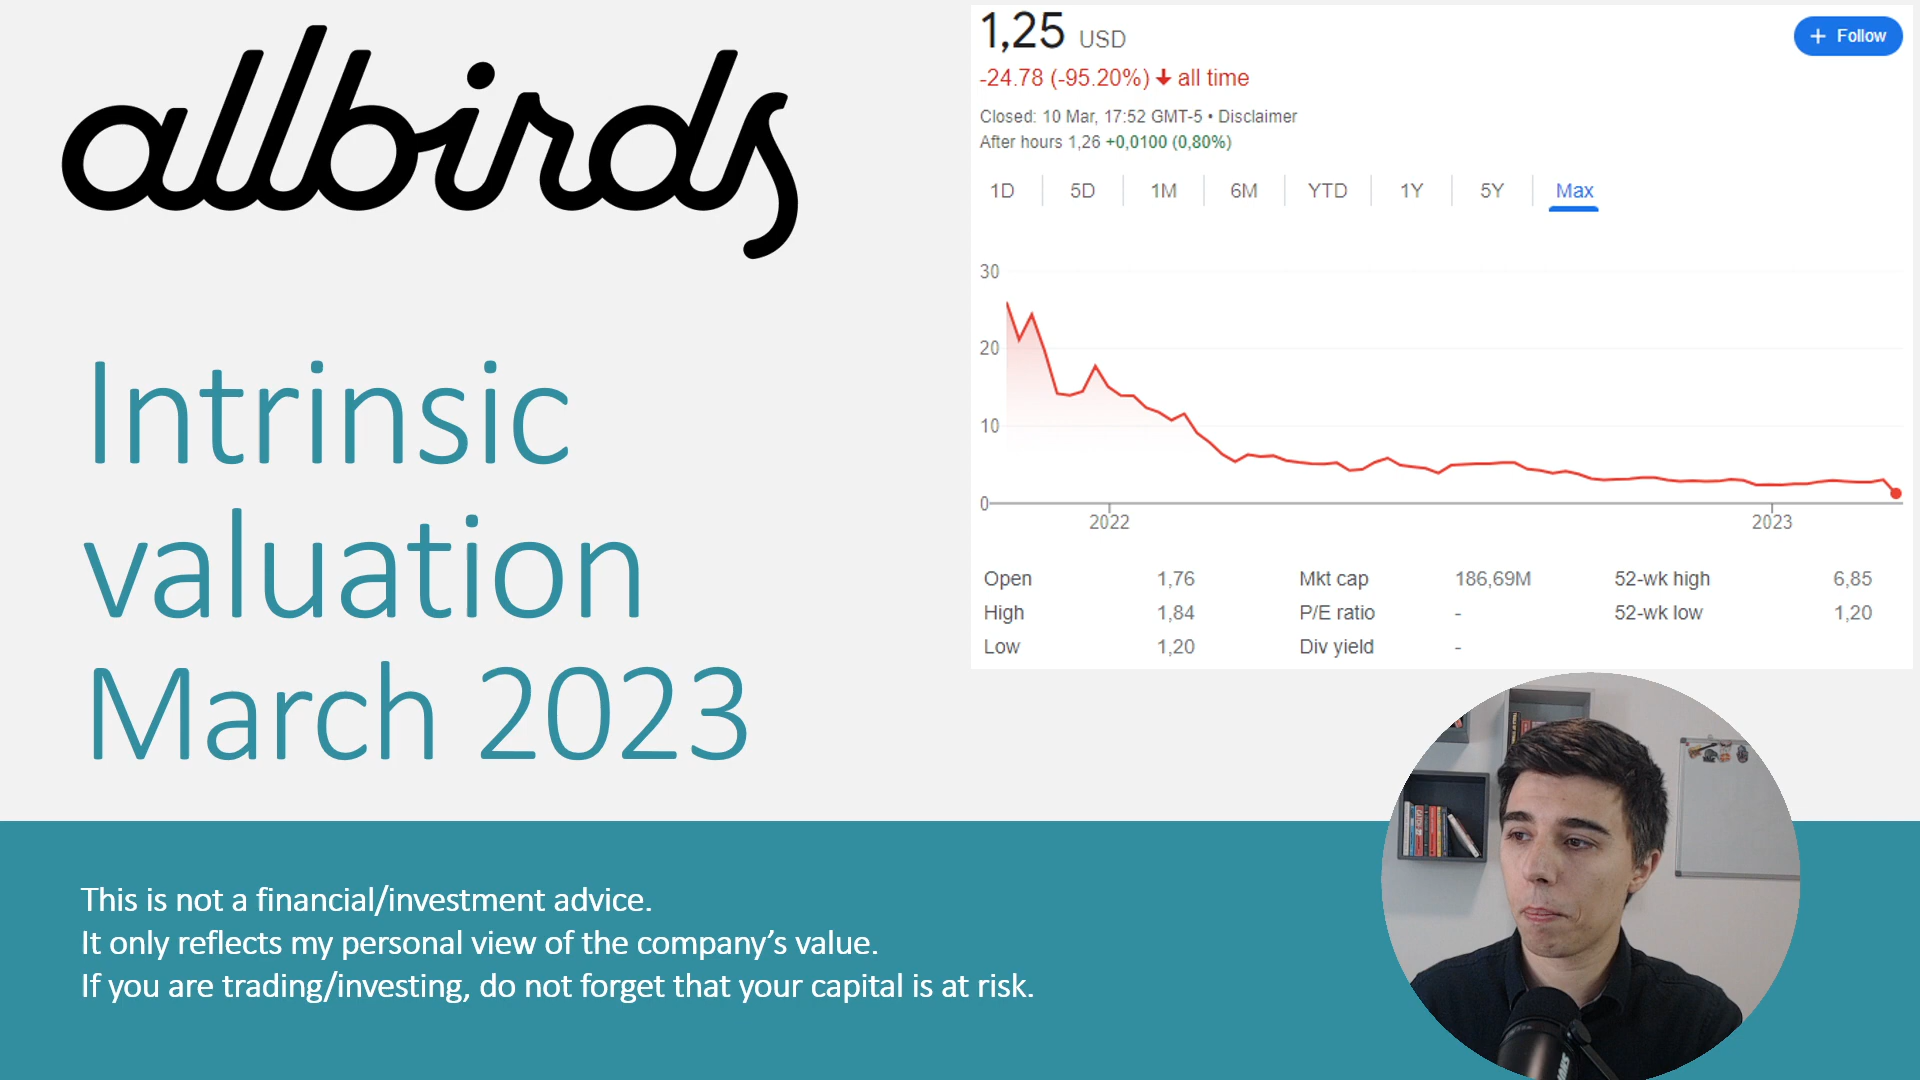 allbirds
Intrinsic
valuation
March 2023
1,25 USD
+ Follow
-24.78 (-95.20%) all time
Closed: 10 Mar, 17:52 GMT-5 • Disclaimer
After hours 1,26 +0,0100 (0,80%)
1D 5D 1M 6M YTD 1Y 5Y Max
30
20
10
0
2022 2023
Open 1,76 Mkt cap 186,69M 52-wk high 6,85
High 1,84 P/E ratio - 52-wk low 1,20
Low 1,20 Div yield -
This is not a financial/investment advice.
It only reflects my personal view of the company’s value.
If you are trading/investing, do not forget that your capital is at risk.